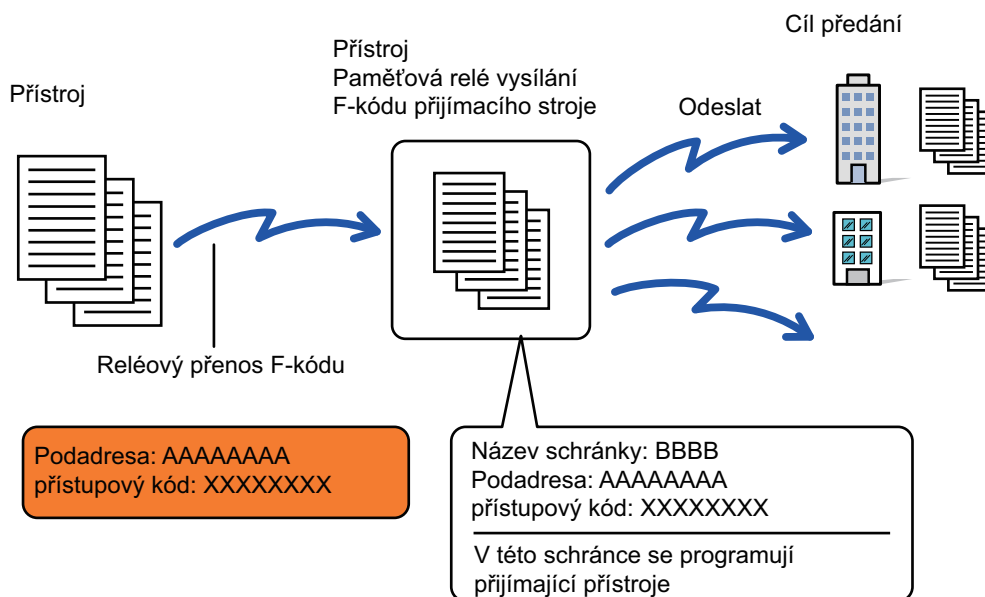 Přístroj
Přístroj
Paměťová relé vysílání
F-kódu přijímacího stroje
Odeslat
Cíl předání
Reléový přenos F-kódu
Podadresa: AAAAAAAA
přístupový kód: XXXXXXXX
Název schránky: BBBB
Podadresa: AAAAAAAA
přístupový kód: XXXXXXXX
V této schránce se programují
přijímající přístroje